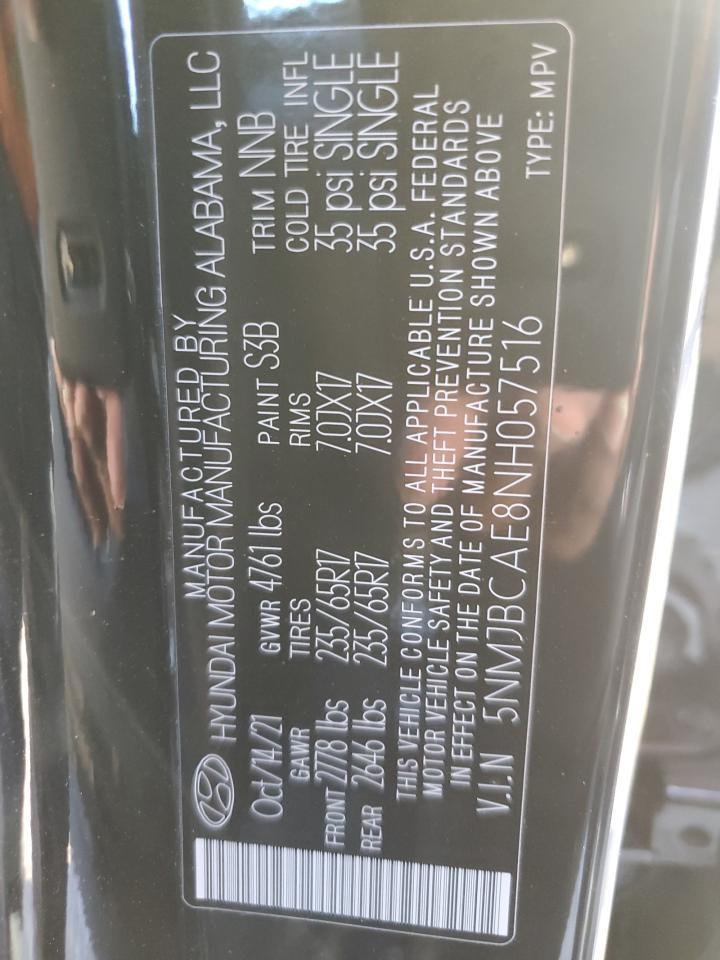 MANUFACTURED BY
HYUNDAI MOTOR MANUFACTURING ALABAMA, LLC
Oct/14/21 GVWR 4761 lbs PAINT S3B TRIM NNB
GAWR TIRES RIMS COLD TIRE INFL
FRONT 2778 lbs 235/65R17 7.0JX17 35 psi SINGLE
REAR 2646 lbs 235/65R17 7.0JX17 35 psi SINGLE
THIS VEHICLE CONFORMS TO ALL APPLICABLE U.S.A. FEDERAL
MOTOR VEHICLE SAFETY AND THEFT PREVENTION STANDARDS
IN EFFECT ON THE DATE OF MANUFACTURE SHOWN ABOVE
V.I.N 5NMJBCAE8NH057516 TYPE: MPV